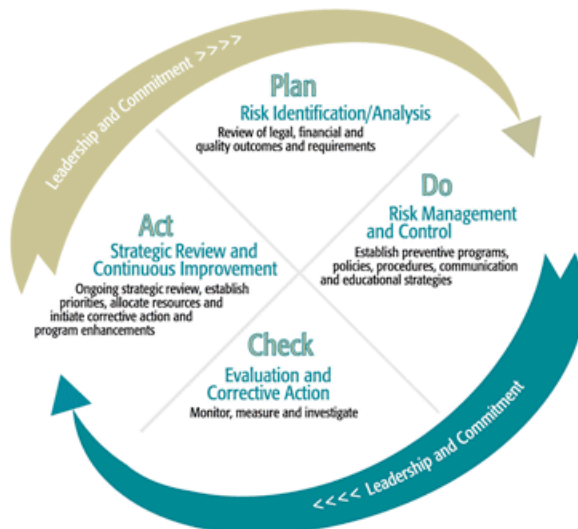 Leadership and Commitment >>>>
Plan
Risk Identification/Analysis
Review of legal, financial and
quality outcomes and requirements
Do
Risk Management
and Control
Establish preventive programs,
policies, procedures, communication
and educational strategies
Act
Strategic Review and
Continuous Improvement
Ongoing strategic review, establish
priorities, allocate resources and
initiate corrective action and
program enhancements
Check
Evaluation and
Corrective Action
Monitor, measure and investigate
<<<< Leadership and Commitment